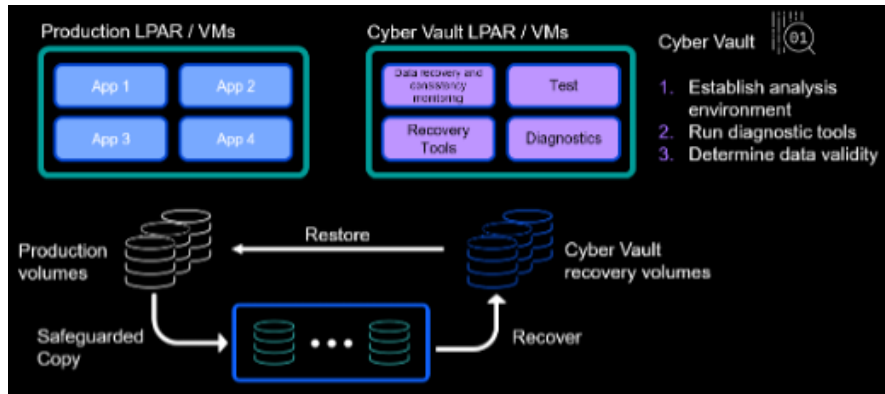 Production LPAR / VMs
App 1
App 2
App 3
App 4
Cyber Vault LPAR / VMs
Data recovery and
consistency
monitoring
Test
Recovery
Tools
Diagnostics
Cyber Vault
01
1. Establish analysis
environment
2. Run diagnostic tools
3. Determine data validity
Production
volumes
Restore
Cyber Vault
recovery volumes
Safeguarded
Copy
Recover